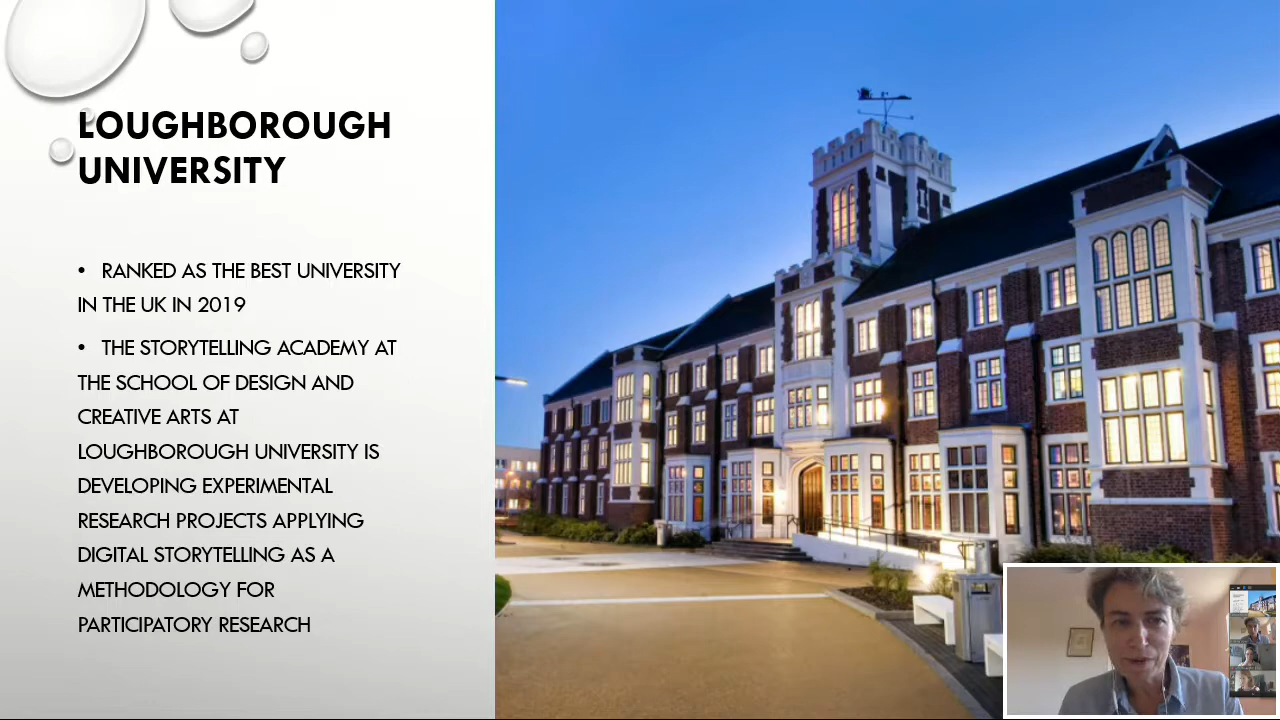 LOUGHBOROUGH
UNIVERSITY
• RANKED AS THE BEST UNIVERSITY
IN THE UK IN 2019
• THE STORYTELLING ACADEMY AT
THE SCHOOL OF DESIGN AND
CREATIVE ARTS AT
LOUGHBOROUGH UNIVERSITY IS
DEVELOPING EXPERIMENTAL
RESEARCH PROJECTS APPLYING
DIGITAL STORYTELLING AS A
METHODOLOGY FOR
PARTICIPATORY RESEARCH